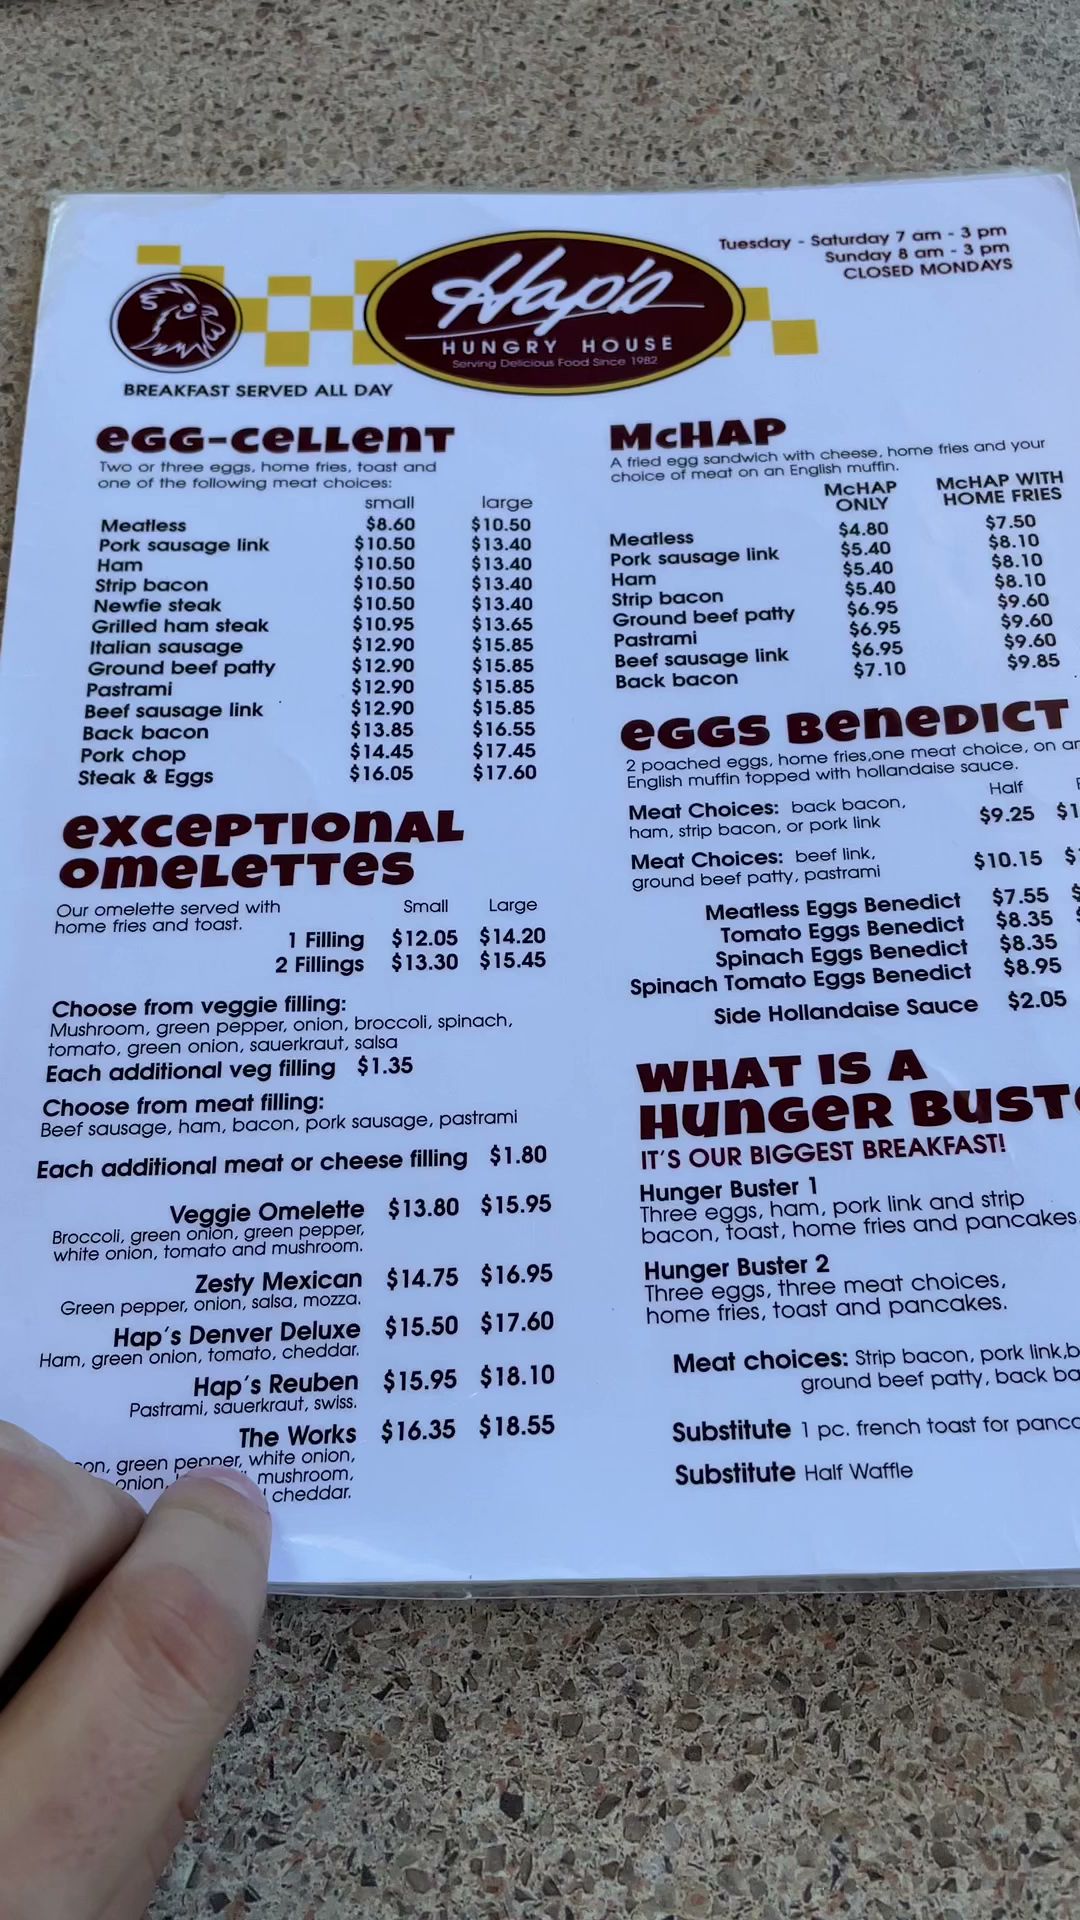 Tuesday - Saturday 7 am - 3 pm
Sunday 8 am - 3 pm
CLOSED MONDAYS
Hap's
HUNGRY HOUSE
Serving Delicious Food Since 1982
BREAKFAST SERVED ALL DAY
EGG-CELLENT
Two or three eggs, home fries, toast and
one of the following meat choices:
small large
Meatless $8.60 $10.50
Pork sausage link $10.50 $13.40
Ham $10.50 $13.40
Strip bacon $10.50 $13.40
Newfie steak $10.50 $13.40
Grilled ham steak $10.95 $13.65
Italian sausage $12.90 $15.85
Ground beef patty $12.90 $15.85
Pastrami $12.90 $15.85
Beef sausage link $12.90 $15.85
Back bacon $13.85 $16.55
Pork chop $14.45 $17.45
Steak & Eggs $16.05 $17.60
EXCEPTIONAL
OMELETTES
Our omelette served with
home fries and toast.
Small Large
1 Filling $12.05 $14.20
2 Fillings $13.30 $15.45
Choose from veggie filling:
Mushroom, green pepper, onion, broccoli, spinach,
tomato, green onion, sauerkraut, salsa
Each additional veg filling $1.35
Choose from meat filling:
Beef sausage, ham, bacon, pork sausage, pastrami
Each additional meat or cheese filling $1.80
Veggie Omelette $13.80 $15.95
Broccoli, green onion, green pepper,
white onion, tomato and mushroom.
Zesty Mexican $14.75 $16.95
Green pepper, onion, salsa, mozza.
Hap's Denver Deluxe $15.50 $17.60
Ham, green onion, tomato, cheddar.
Hap's Reuben $15.95 $18.10
Pastrami, sauerkraut, swiss.
The Works $16.35 $18.55
green pepper, white onion,
onion, mushroom,
cheddar.
McHAP
A fried egg sandwich with cheese, home fries and your
choice of meat on an English muffin.
McHAP McHAP WITH
ONLY HOME FRIES
Meatless $4.80 $7.50
Pork sausage link $5.40 $8.10
Ham $5.40 $8.10
Strip bacon $5.40 $8.10
Ground beef patty $6.95 $9.60
Pastrami $6.95 $9.60
Beef sausage link $6.95 $9.60
Back bacon $7.10 $9.85
EGGS BENEDICT
2 poached eggs, home fries,one meat choice, on
English muffin topped with hollandaise sauce.
Half
Meat Choices: back bacon, $9.25
ham, strip bacon, or pork link
Meat Choices: beef link, $10.15
ground beef patty, pastrami
Meatless Eggs Benedict $7.55
Tomato Eggs Benedict $8.35
Spinach Eggs Benedict $8.35
Spinach Tomato Eggs Benedict $8.95
Side Hollandaise Sauce $2.05
WHAT IS A
HUNGER BUST
IT'S OUR BIGGEST BREAKFAST!
Hunger Buster 1
Three eggs, ham, pork link and strip
bacon, toast, home fries and pancakes.
Hunger Buster 2
Three eggs, three meat choices,
home fries, toast and pancakes.
Meat choices: Strip bacon, pork link,
ground beef patty, back
Substitute 1 pc. french toast for
Substitute Half Waffle